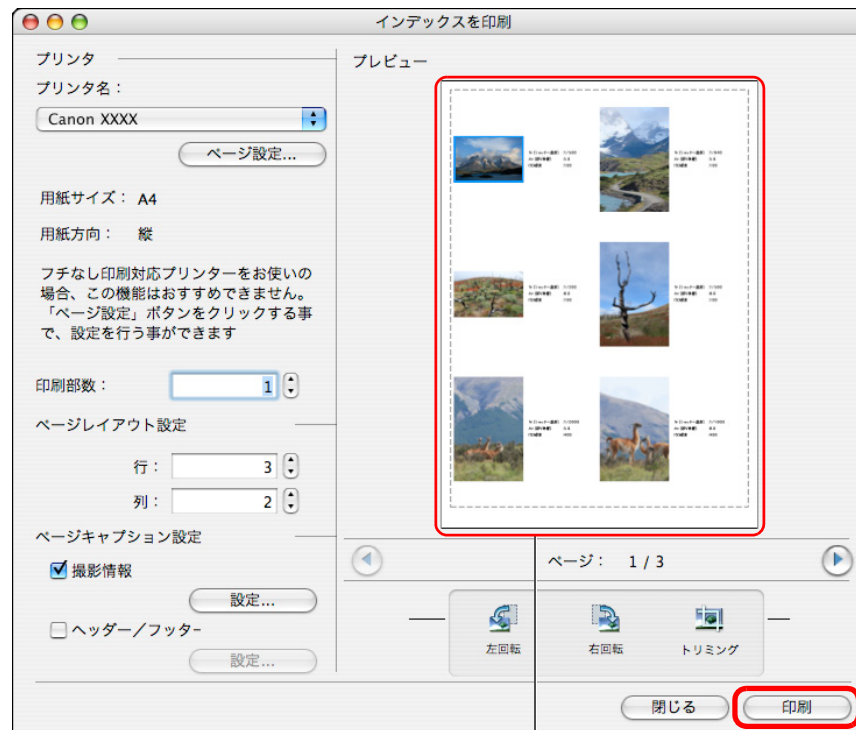 インデックスを印刷
プリンタ
プリンタ名：
Canon XXXX
ページ設定...
用紙サイズ： A4
用紙方向： 縦
フチなし印刷対応プリンターをお使いの
場合、この機能はおすすめできません。
「ページ設定」ボタンをクリックする事
で、設定を行う事ができます
印刷部数： 1
ページレイアウト設定
行： 3
列： 2
ページキャプション設定
撮影情報
設定...
ヘッダー／フッター
設定...
プレビュー
ページ： 1 / 3
左回転
右回転
トリミング
閉じる
印刷